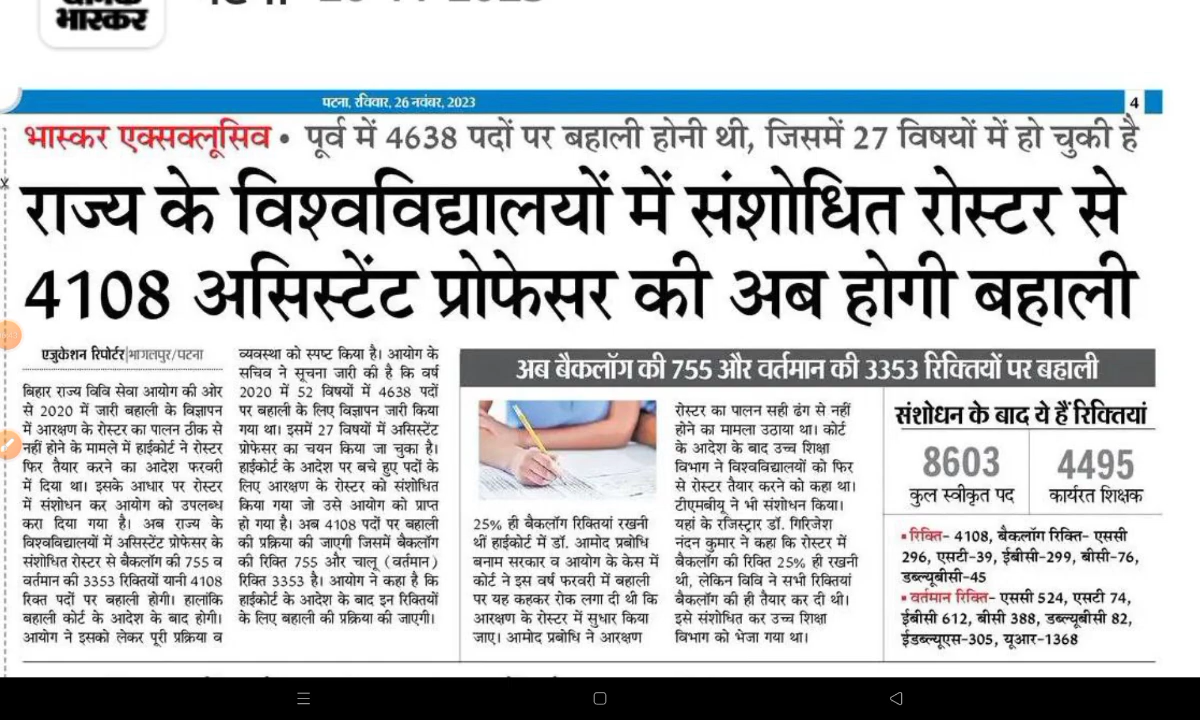 भास्कर
पटना, रविवार, 26 नवंबर, 2023
4
भास्कर एक्सक्लूसिव • पूर्व में 4638 पदों पर बहाली होनी थी, जिसमें 27 विषयों में हो चुकी है
राज्य के विश्वविद्यालयों में संशोधित रोस्टर से
4108 असिस्टेंट प्रोफेसर की अब होगी बहाली
एजुकेशन रिपोर्टर|भागलपुर/पटना
बिहार राज्य विवि सेवा आयोग की ओर
से 2020 में जारी बहाली के विज्ञापन
में आरक्षण के रोस्टर का पालन ठीक से
नहीं होने के मामले में हाईकोर्ट ने रोस्टर
फिर तैयार करने का आदेश फरवरी
में दिया था। इसके आधार पर रोस्टर
में संशोधन कर आयोग को उपलब्ध
करा दिया गया है। अब राज्य के
विश्वविद्यालयों में असिस्टेंट प्रोफेसर के
संशोधित रोस्टर से बैकलॉग की 755 व
वर्तमान की 3353 रिक्तियों यानी 4108
रिक्त पदों पर बहाली होगी। हालांकि
बहाली कोर्ट के आदेश के बाद होगी।
आयोग ने इसको लेकर पूरी प्रक्रिया व
व्यवस्था को स्पष्ट किया है। आयोग के
सचिव ने सूचना जारी की है कि वर्ष
2020 में 52 विषयों में 4638 पदों
पर बहाली के लिए विज्ञापन जारी किया
गया था। इसमें 27 विषयों में असिस्टेंट
प्रोफेसर का चयन किया जा चुका है।
हाईकोर्ट के आदेश पर बचे हुए पदों के
लिए आरक्षण के रोस्टर को संशोधित
किया गया जो उसे आयोग को प्राप्त
हो गया है। अब 4108 पदों पर बहाली
की प्रक्रिया की जाएगी जिसमें बैकलॉग
की रिक्ति 755 और चालू (वर्तमान)
रिक्ति 3353 है। आयोग ने कहा है कि
हाईकोर्ट के आदेश के बाद इन रिक्तियों
के लिए बहाली की प्रक्रिया की जाएगी।
अब बैकलॉग की 755 और वर्तमान की 3353 रिक्तियों पर बहाली
25% ही बैकलॉग रिक्तियां रखनी
थीं हाईकोर्ट में डॉ. आमोद प्रबोधि
बनाम सरकार व आयोग के केस में
कोर्ट ने इस वर्ष फरवरी में बहाली
पर यह कहकर रोक लगा दी थी कि
आरक्षण के रोस्टर में सुधार किया
जाए। आमोद प्रबोधि ने आरक्षण
रोस्टर का पालन सही ढंग से नहीं
होने का मामला उठाया था। कोर्ट
के आदेश के बाद उच्च शिक्षा
विभाग ने विश्वविद्यालयों को फिर
से रोस्टर तैयार करने को कहा था।
टीएमबीयू ने भी संशोधन किया।
यहां के रजिस्ट्रार डॉ. गिरिजेश
नंदन कुमार ने कहा कि रोस्टर में
बैकलॉग की रिक्ति 25% ही रखनी
थी, लेकिन विवि ने सभी रिक्तियां
बैकलॉग की ही तैयार कर दी थी।
इसे संशोधित कर उच्च शिक्षा
विभाग को भेजा गया था।
संशोधन के बाद ये हैं रिक्तियां
8603
कुल स्वीकृत पद
4495
कार्यरत शिक्षक
▪ रिक्ति- 4108, बैकलॉग रिक्ति- एससी
296, एसटी-39, ईबीसी-299, बीसी-76,
डब्ल्यूबीसी-45
▪ वर्तमान रिक्ति- एससी 524, एसटी 74,
ईबीसी 612, बीसी 388, डब्ल्यूबीसी 82,
ईडब्ल्यूएस-305, यूआर-1368